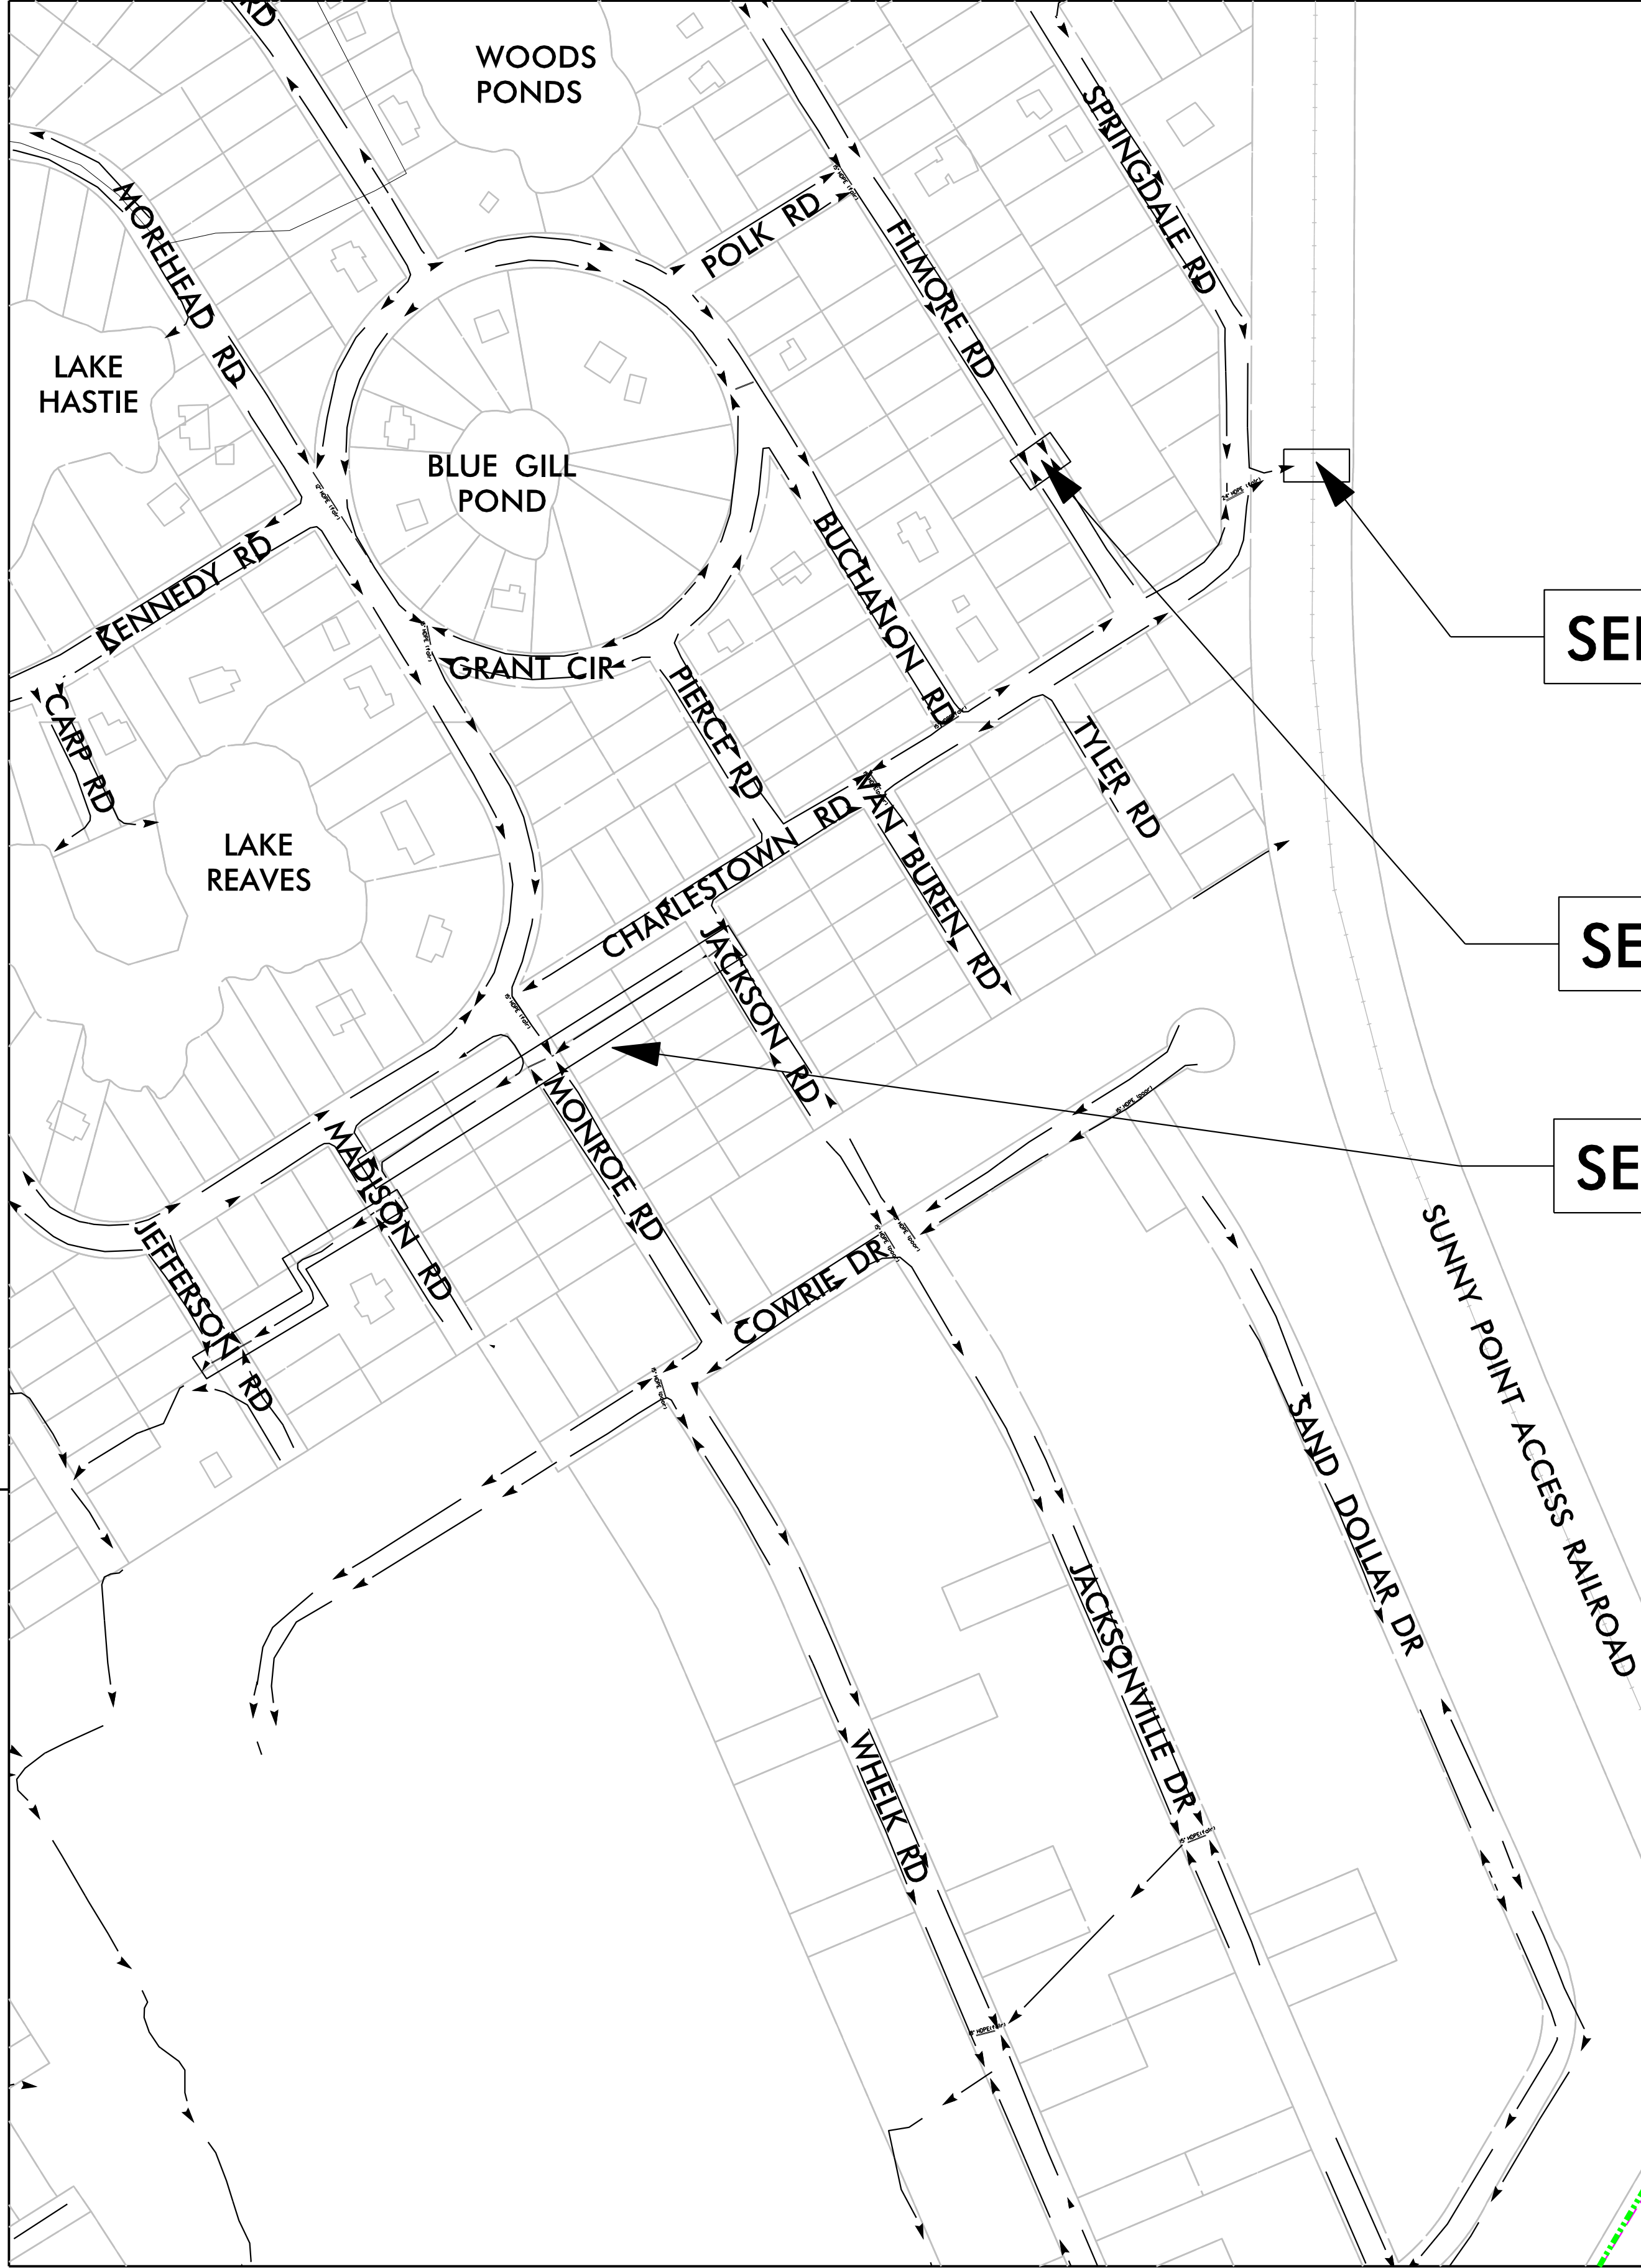 RD
WOODS
PONDS
SPRINGDALE RD
MOREHEAD RD
POLK RD
FILMORE RD
LAKE
HASTIE
BLUE GILL
POND
BUCHANON RD
KENNEDY RD
GRANT CIR
SE
CARP RD
PIERCE RD
TYLER RD
CHARLESTOWN RD
VAN BUREN RD
LAKE
REAVES
SE
JACKSON RD
MONROE RD
MADISON RD
SE
JEFFERSON RD
COWRIE DR
SUNNY POINT ACCESS RAILROAD
SAND DOLLAR DR
JACKSONVILLE DR
WHELK RD